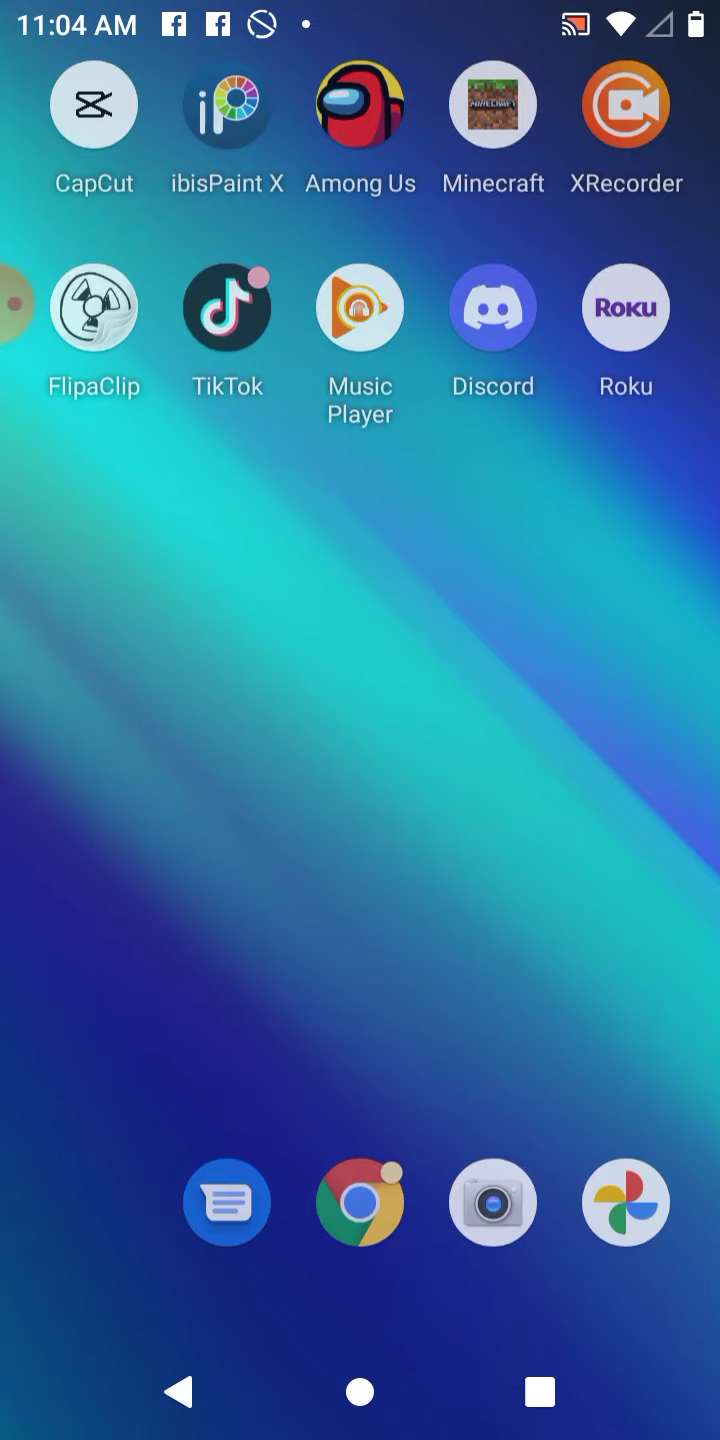 11:04 AM
CapCut ibisPaint X Among Us Minecraft XRecorder
ROKU
FlipaClip TikTok Music Player Discord Roku